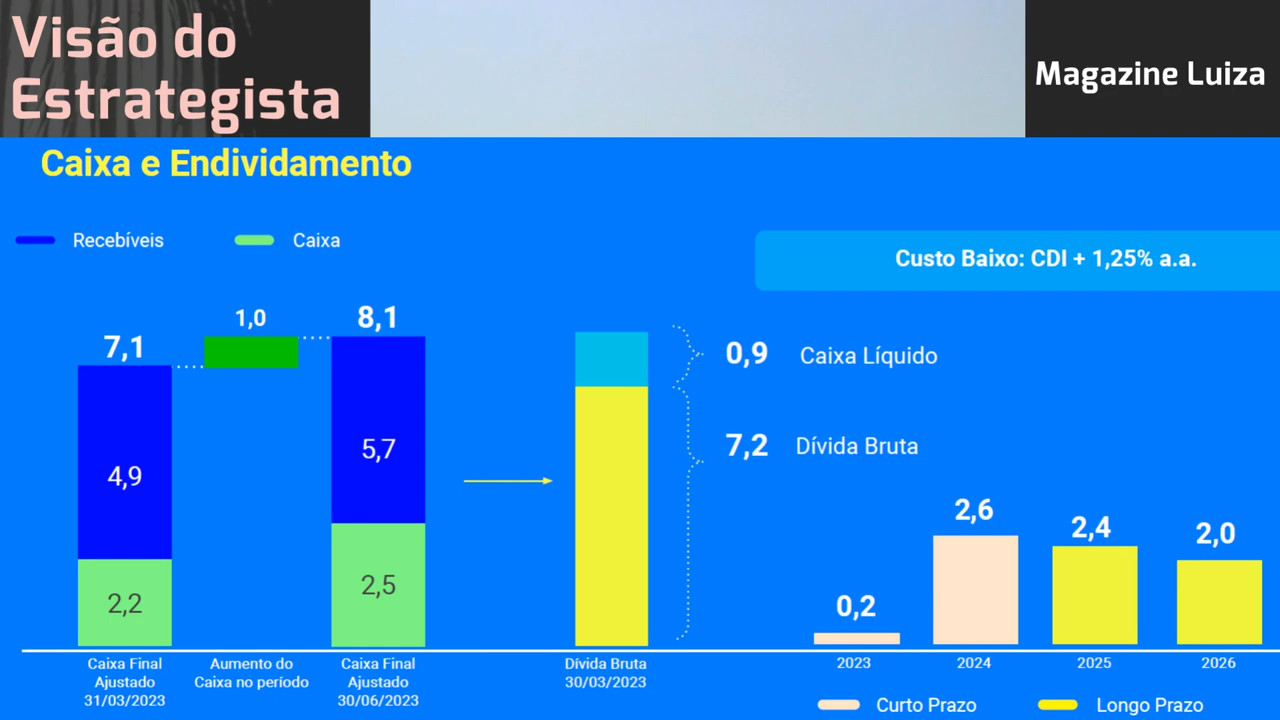 Visão do
Estrategista
Magazine Luiza
Caixa e Endividamento
Recebíveis
Caixa
Custo Baixo: CDI + 1,25% a.a.
7,1
1,0
8,1
4,9
2,2
5,7
2,5
0,9 Caixa Líquido
7,2 Dívida Bruta
0,2
2,6
2,4
2,0
Caixa Final
Ajustado
31/03/2023
Aumento do
Caixa no período
Caixa Final
Ajustado
30/06/2023
Dívida Bruta
30/03/2023
2023
2024
2025
2026
Curto Prazo
Longo Prazo